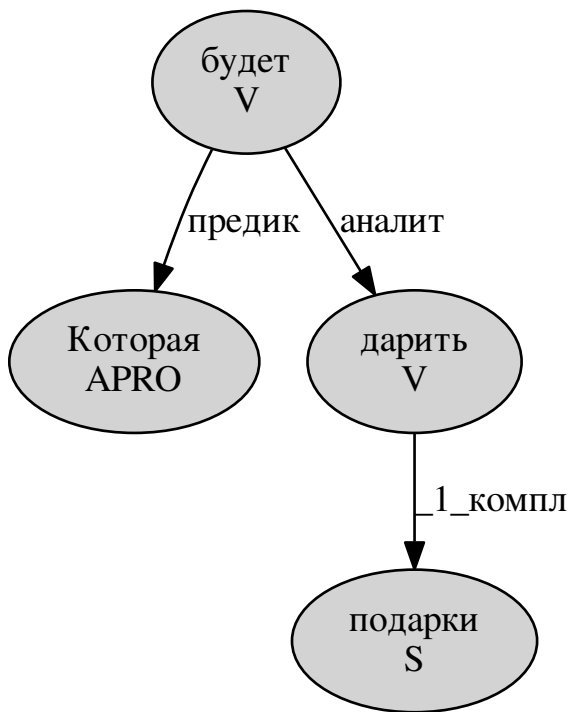 будет
V
предик
аналит
Которая
APRO
дарить
V
_1_компл
подарки
S